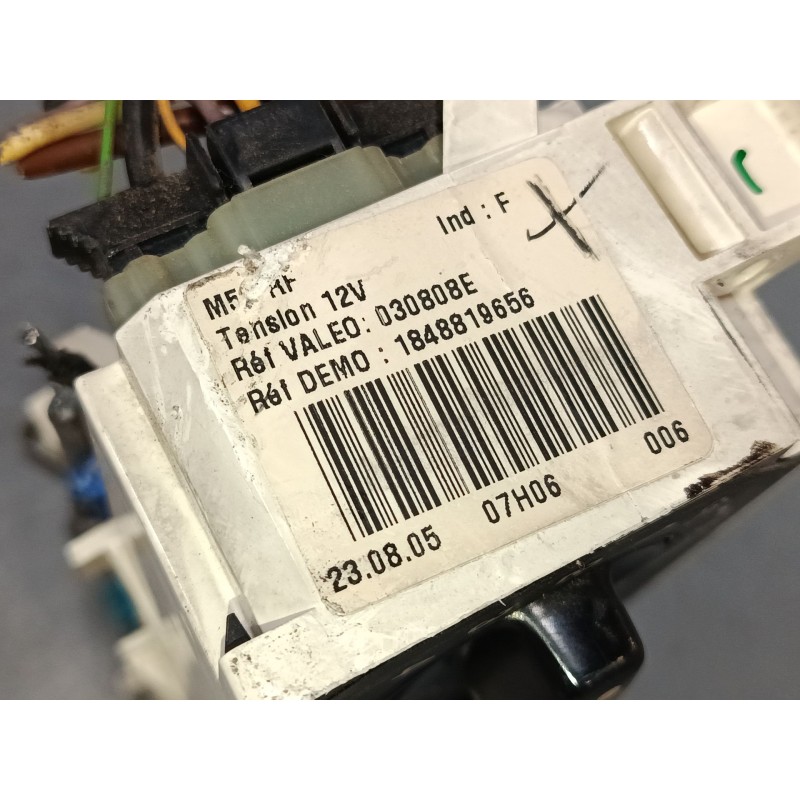 Ind : F
Tension 12V
Réf VALEO: 030808E
Réf DEMO : 1848819656
23.08.05 07H06 006